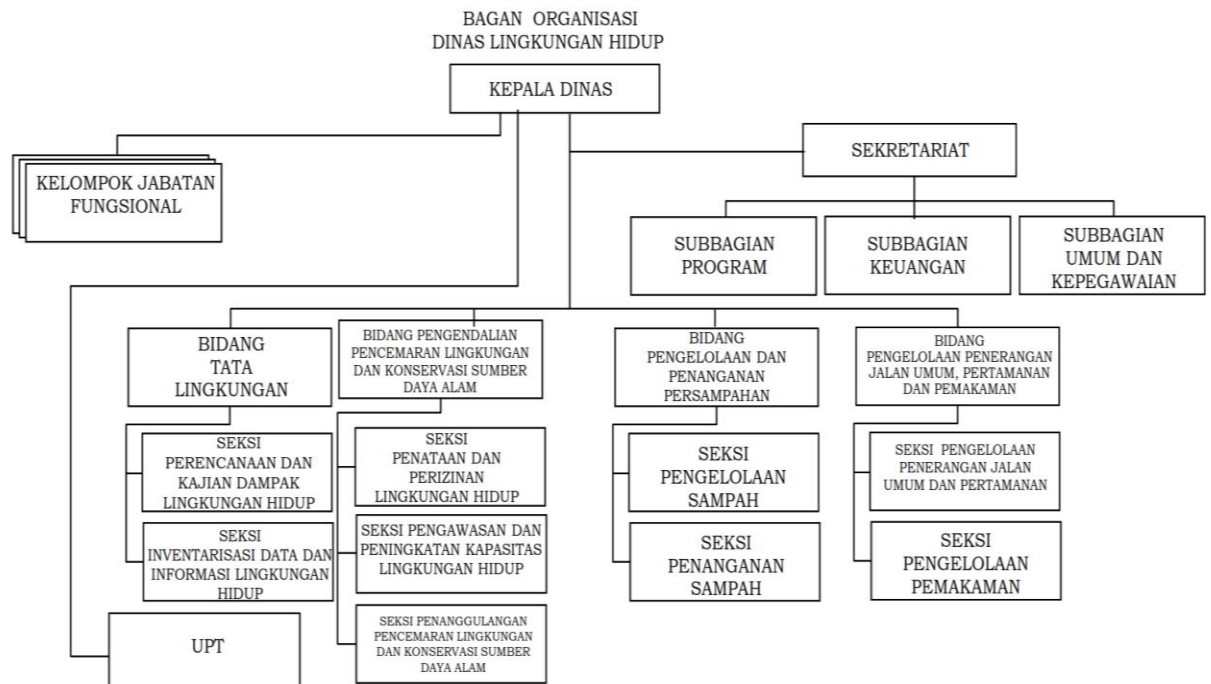 BAGAN ORGANISASI
DINAS LINGKUNGAN HIDUP
KEPALA DINAS
SEKRETARIAT
KELOMPOK JABATAN
FUNGSIONAL
SUBBAGIAN
PROGRAM
SUBBAGIAN
KEUANGAN
SUBBAGIAN
UMUM DAN
KEPEGAWAIAN
BIDANG
TATA
LINGKUNGAN
BIDANG PENGENDALIAN
PENCEMARAN LINGKUNGAN
DAN KONSERVASI SUMBER
DAYA ALAM
BIDANG
PENGELOLAAN DAN
PENANGANAN
PERSAMPAHAN
BIDANG
PENGELOLAAN PENERANGAN
JALAN UMUM, PERTAMANAN
DAN PEMAKAMAN
SEKSI
PERENCANAAN DAN
KAJIAN DAMPAK
LINGKUNGAN HIDUP
SEKSI
PENATAAN DAN
PERIZINAN
LINGKUNGAN HIDUP
SEKSI
PENGELOLAAN
SAMPAH
SEKSI PENGELOLAAN
PENERANGAN JALAN
UMUM DAN PERTAMANAN
SEKSI
INVENTARISASI DATA DAN
INFORMASI LINGKUNGAN
HIDUP
SEKSI PENGAWASAN DAN
PENINGKATAN KAPASITAS
LINGKUNGAN HIDUP
SEKSI
PENANGANAN
SAMPAH
SEKSI
PENGELOLAAN
PEMAKAMAN
UPT
SEKSI PENANGGULANGAN
PENCEMARAN LINGKUNGAN
DAN KONSERVASI SUMBER
DAYA ALAM